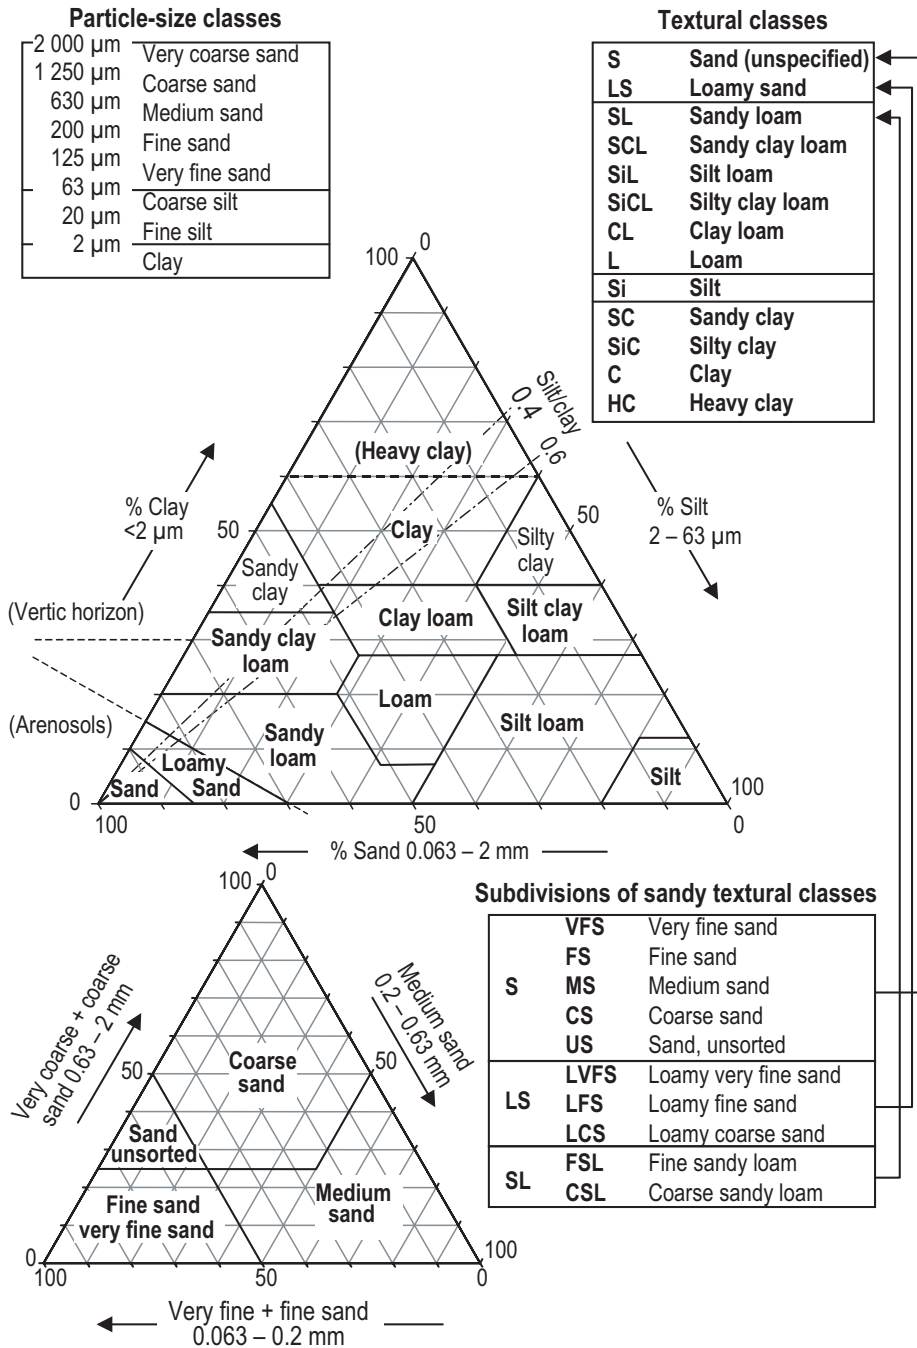 Particle-size classes
2 000 µm
Very coarse sand
1 250 µm
Coarse sand
630 µm
Medium sand
200 µm
Fine sand
125 µm
Very fine sand
63 µm
Coarse silt
20 µm
Fine silt
2 µm
Clay
Textural classes
S Sand (unspecified)
LS Loamy sand
SL Sandy loam
SCL Sandy clay loam
SiL Silt loam
SiCL Silty clay loam
CL Clay loam
L Loam
Si Silt
SC Sandy clay
SiC Silty clay
C Clay
HC Heavy clay
100 0
Silt/clay
0.4
0.6
(Heavy clay)
% Clay
<2 µm
% Silt
2 – 63 µm
50
50
Clay
Silty
clay
Sandy
clay
(Vertic horizon)
Clay loam
Silt clay
loam
Sandy clay
loam
(Arenosols)
Loam
Silt loam
Sandy
loam
Loamy
Sand
Sand
Silt
0
100
100
50
0
% Sand 0.063 – 2 mm
100 0
Very coarse + coarse
sand 0.63 – 2 mm
Medium sand
0.2 – 0.63 mm
50
50
Coarse
sand
Sand
unsorted
Fine sand
very fine sand
Medium
sand
0
100
100
50
0
Very fine + fine sand
0.063 – 0.2 mm
Subdivisions of sandy textural classes
S
VFS Very fine sand
FS Fine sand
MS Medium sand
CS Coarse sand
US Sand, unsorted
LS
LVFS Loamy very fine sand
LFS Loamy fine sand
LCS Loamy coarse sand
SL
FSL Fine sandy loam
CSL Coarse sandy loam